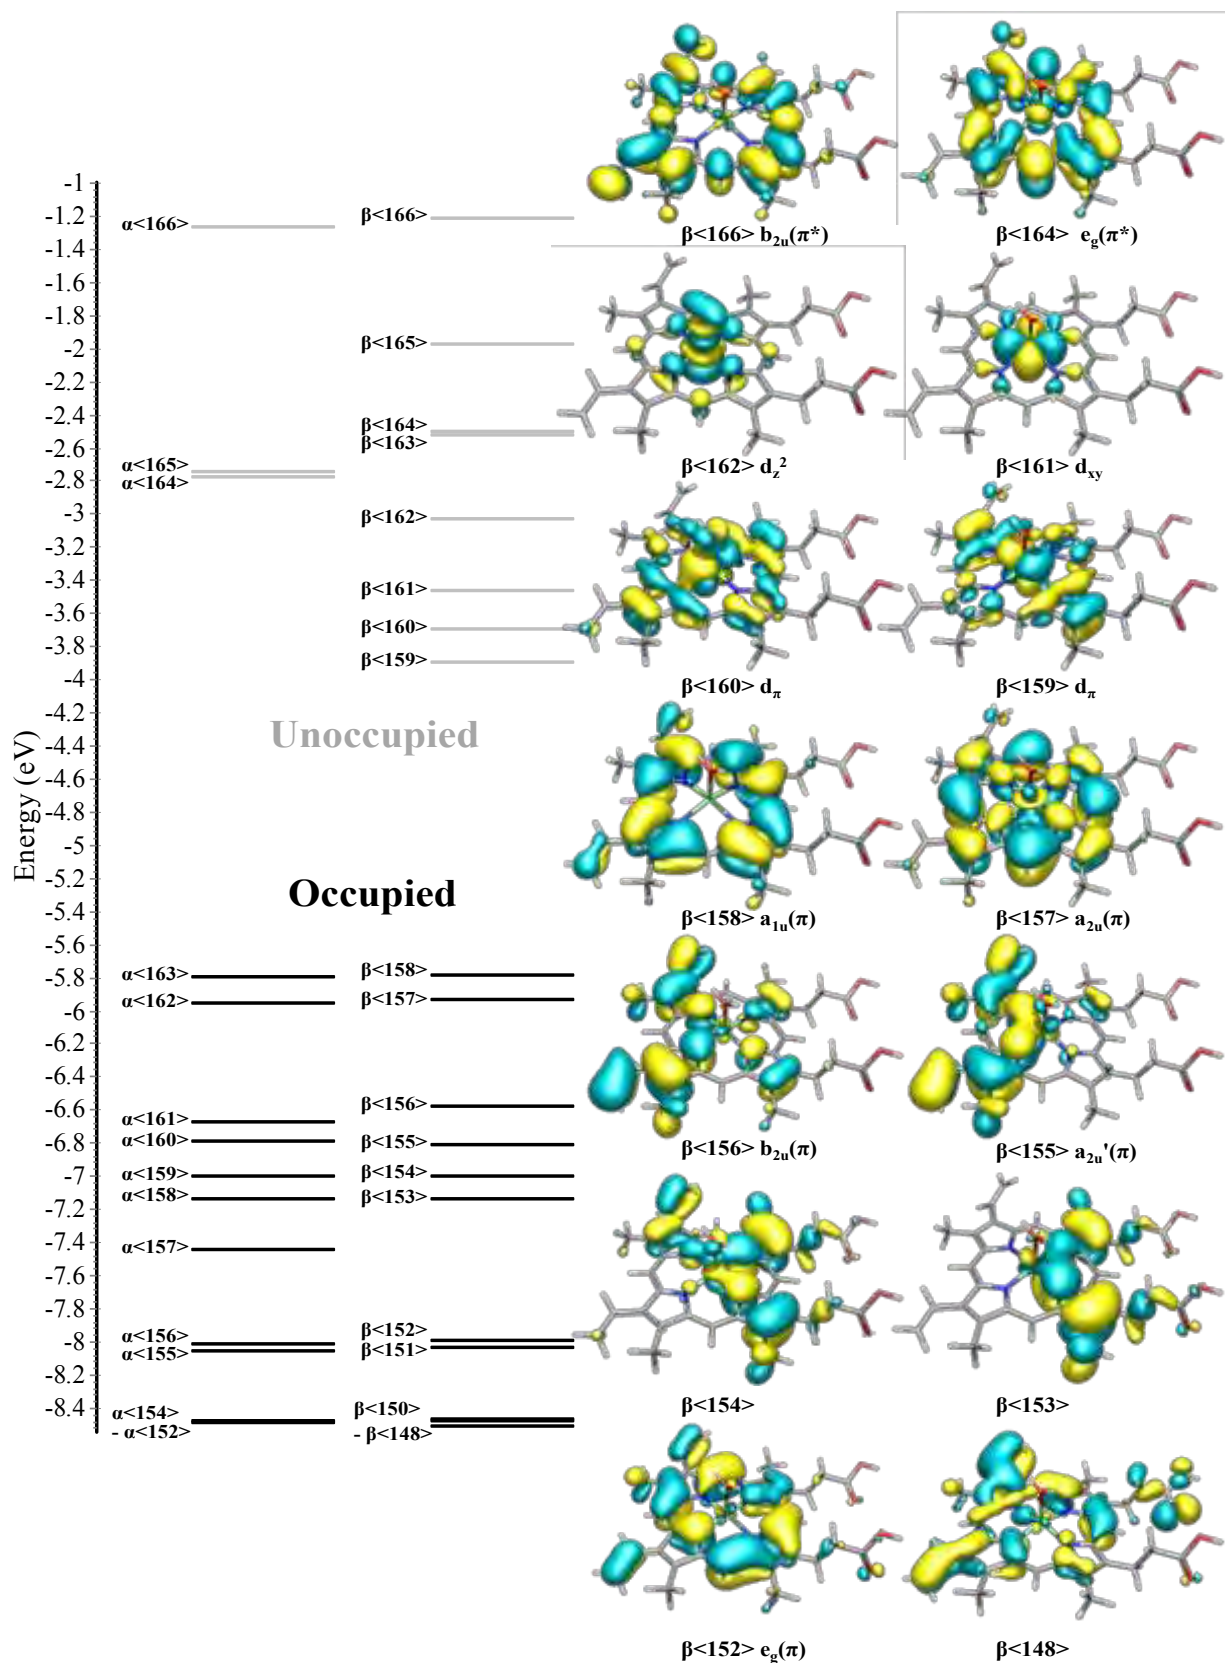 β<166> b2u(π*)
β<164> eg(π*)
-1
-1.2
-1.4
-1.6
-1.8
-2
-2.2
-2.4
-2.6
-2.8
-3
-3.2
-3.4
-3.6
-3.8
-4
-4.2
-4.4
-4.6
-4.8
-5
-5.2
-5.4
-5.6
-5.8
-6
-6.2
-6.4
-6.6
-6.8
-7
-7.2
-7.4
-7.6
-7.8
-8
-8.2
-8.4
Energy (eV)
α<166>
α<165>
α<164>
β<166>
β<165>
β<164>
β<163>
β<162>
β<161>
β<160>
β<159>
Unoccupied
Occupied
α<163>
α<162>
α<161>
α<160>
α<159>
α<158>
α<157>
α<156>
α<155>
α<154>
- α<152>
β<158>
β<157>
β<156>
β<155>
β<154>
β<153>
β<152>
β<151>
β<150>
- β<148>
β<162> dz2
β<161> dxy
β<160> dπ
β<159> dπ
β<158> a1u(π)
β<157> a2u(π)
β<156> b2u(π)
β<155> a2u'(π)
β<154>
β<153>
β<152> eg(π)
β<148>